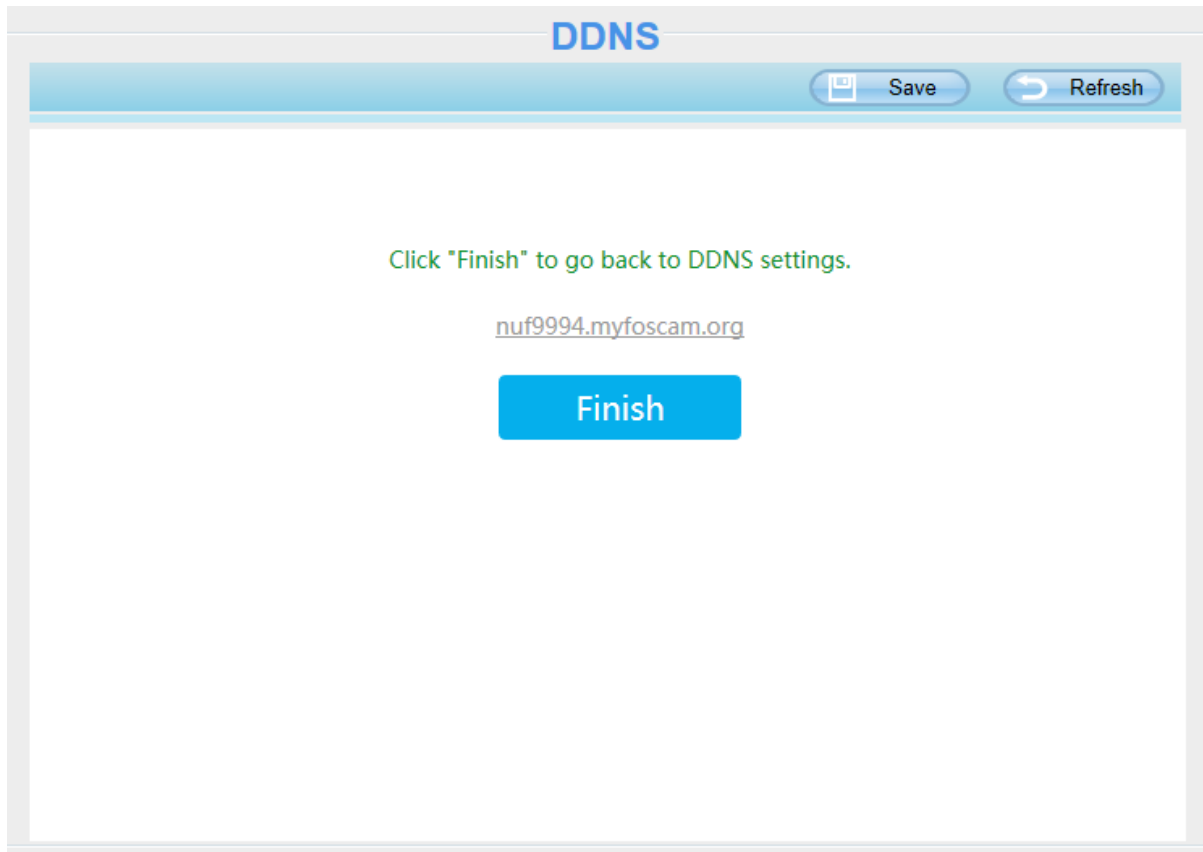 DDNS
Save Refresh
Click "Finish" to go back to DDNS settings.
nuf9994.myfoscam.org
Finish